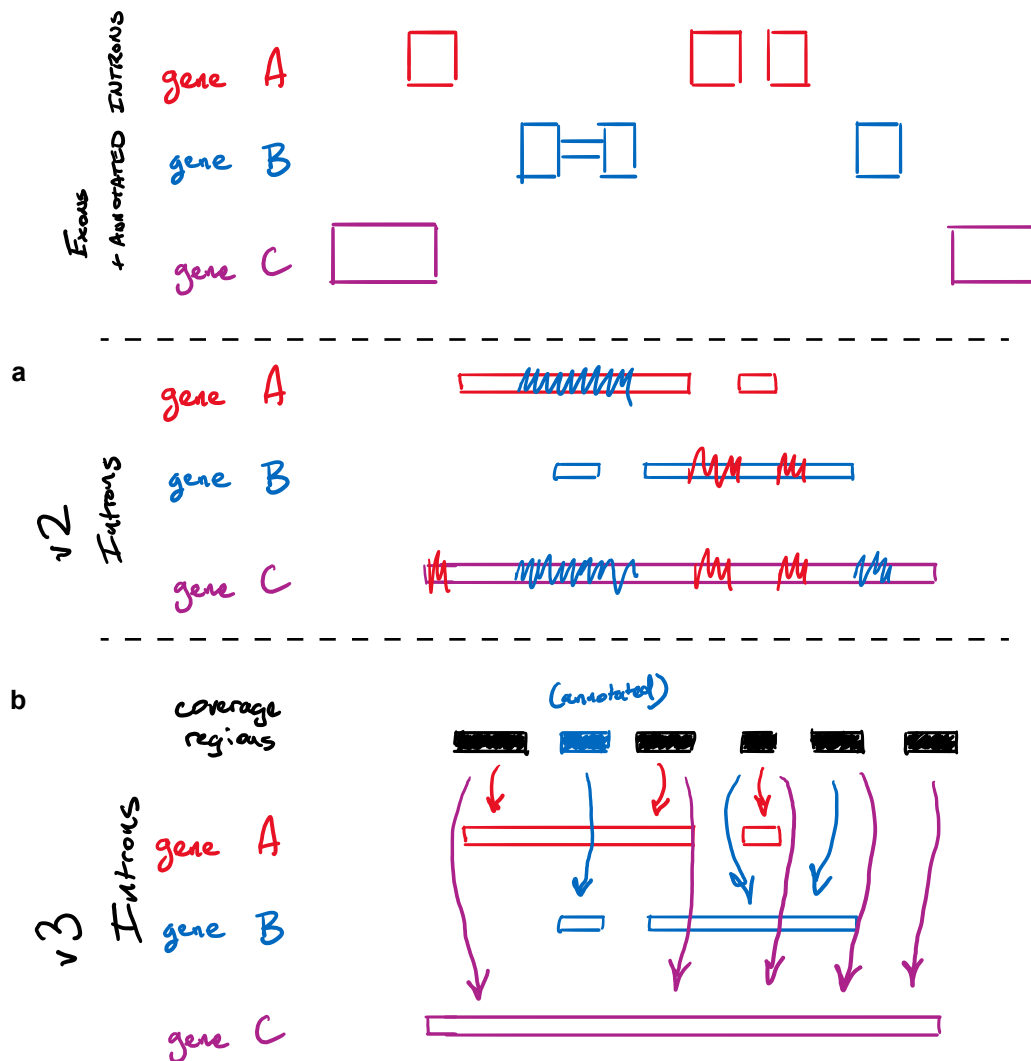 Exons
+ Annotated INTRONS
gene A
gene B
gene C
a
v2
Introns
gene A
gene B
gene C
b
v3
Introns
coverage
regions
(annotated)
gene A
gene B
gene C